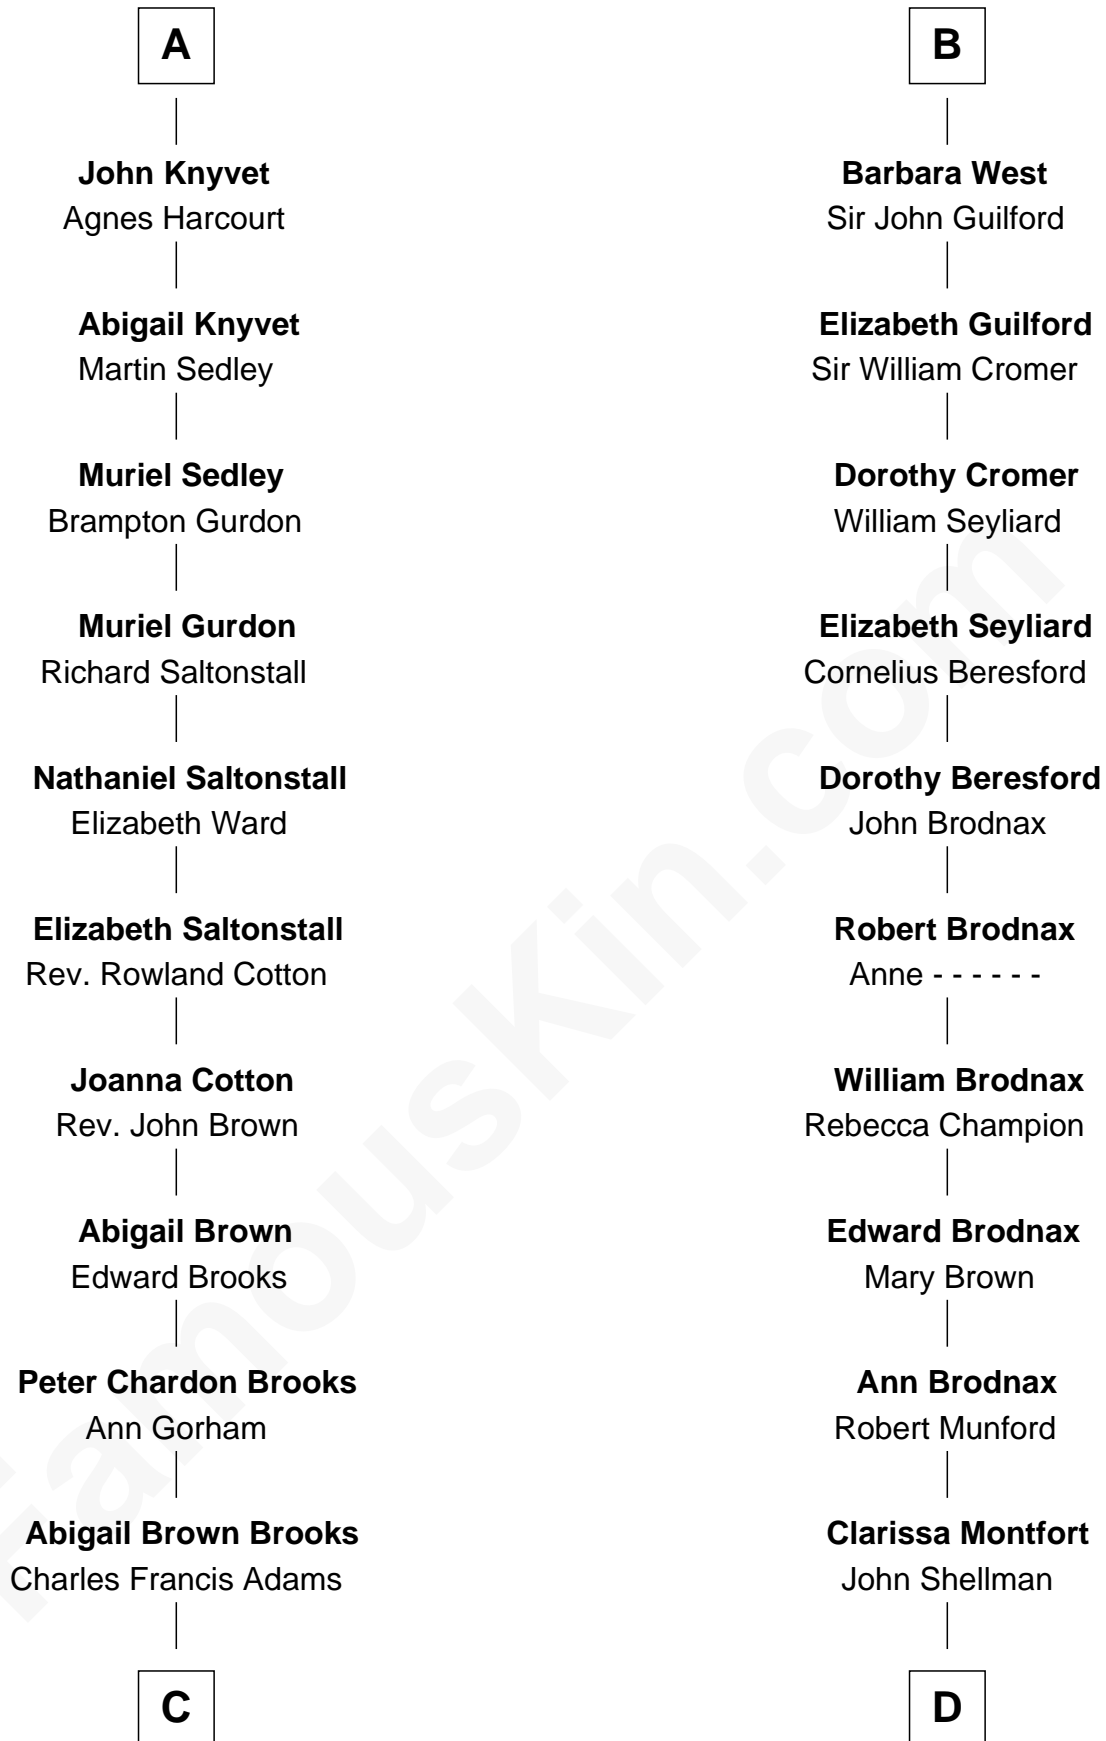 A
John Knyvet
Agnes Harcourt
Abigail Knyvet
Martin Sedley
Muriel Sedley
Brampton Gurdon
Muriel Gurdon
Richard Saltonstall
Nathaniel Saltonstall
Elizabeth Ward
Elizabeth Saltonstall
Rev. Rowland Cotton
Joanna Cotton
Rev. John Brown
Abigail Brown
Edward Brooks
Peter Chardon Brooks
Ann Gorham
Abigail Brown Brooks
Charles Francis Adams
C
B
Barbara West
Sir John Guilford
Elizabeth Guilford
Sir William Cromer
Dorothy Cromer
William Seyliard
Elizabeth Seyliard
Cornelius Beresford
Dorothy Beresford
John Brodnax
Robert Brodnax
Anne - - - - - -
William Brodnax
Rebecca Champion
Edward Brodnax
Mary Brown
Ann Brodnax
Robert Munford
Clarissa Montfort
John Shellman
D
FamousKin.com